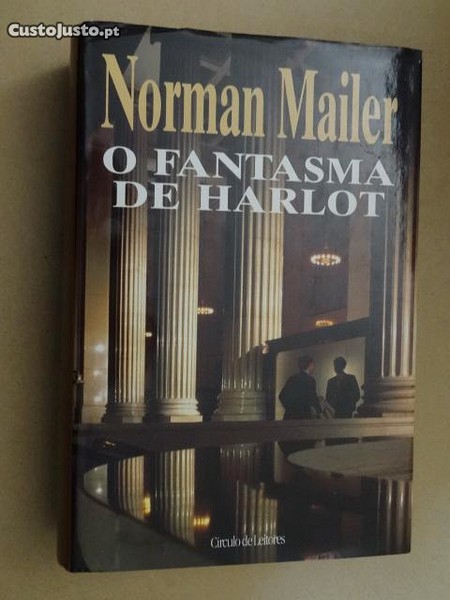 CustoJusto.pt
Norman Mailer
O FANTASMA
DE HARLOT
Círculo de Leitores